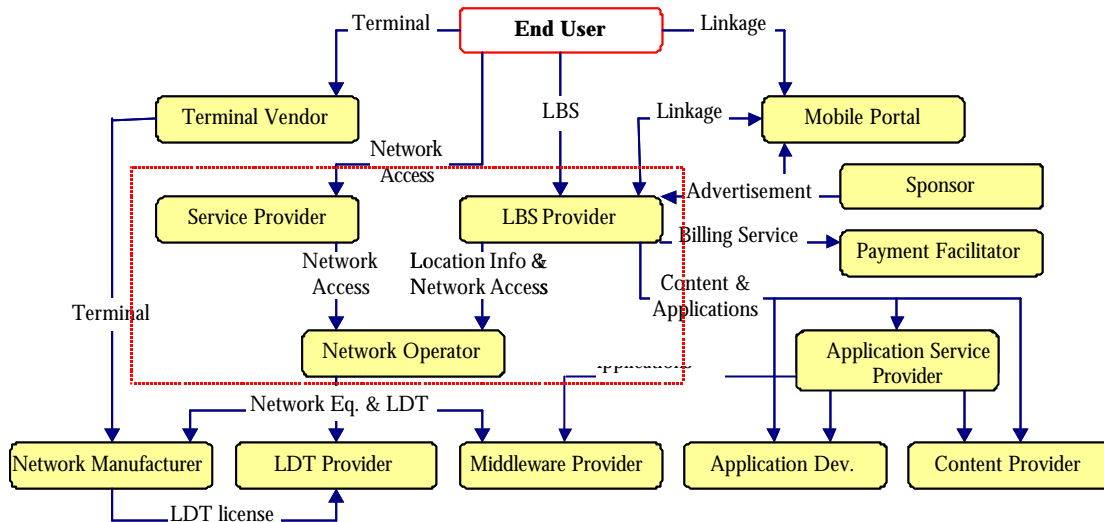 Terminal
End User
Linkage
Terminal Vendor
LBS
Linkage
Mobile Portal
Network
Access
Advertisement
Sponsor
Service Provider
LBS Provider
Billing Service
Payment Facilitator
Network
Access
Location Info &
Network Access
Content &
Applications
Terminal
Network Operator
Application Service
Provider
Applications
Network Eq. & LDT
Network Manufacturer
LDT Provider
Middleware Provider
Application Dev.
Content Provider
LDT license